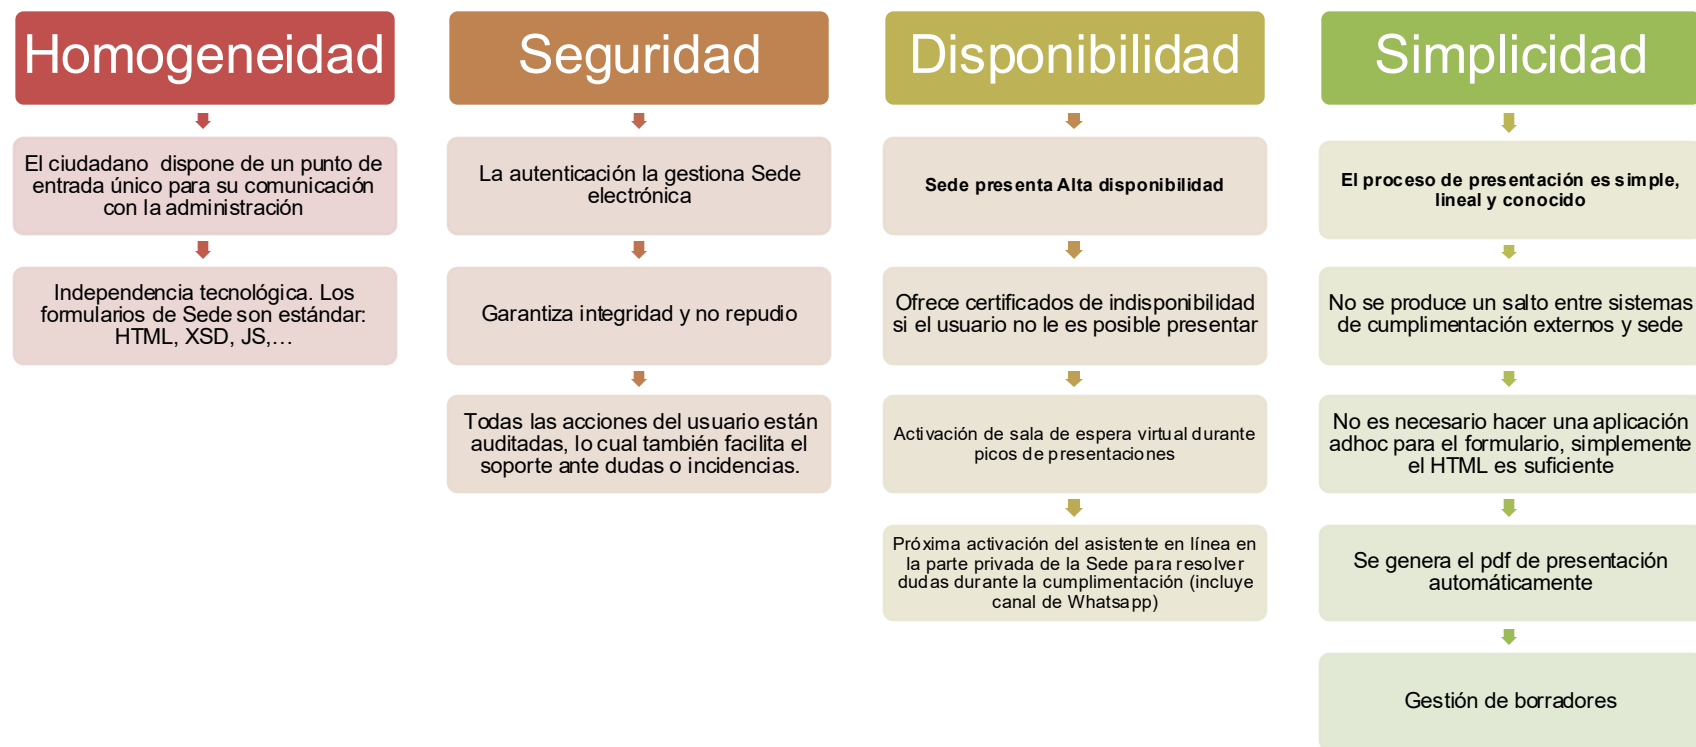 Homogeneidad
El ciudadano dispone de un punto de
entrada único para su comunicación
con la administración
Independencia tecnológica. Los
formularios de Sede son estándar:
HTML, XSD, JS,…
Seguridad
La autenticación la gestiona Sede
electrónica
Garantiza integridad y no repudio
Todas las acciones del usuario están
auditadas, lo cual también facilita el
soporte ante dudas o incidencias.
Disponibilidad
Sede presenta Alta disponibilidad
Ofrece certificados de indisponibilidad
si el usuario no le es posible presentar
Activación de sala de espera virtual durante
picos de presentaciones
Próxima activación del asistente en línea en
la parte privada de la Sede para resolver
dudas durante la cumplimentación (incluye
canal de Whatsapp)
Simplicidad
El proceso de presentación es simple,
lineal y conocido
No se produce un salto entre sistemas
de cumplimentación externos y sede
No es necesario hacer una aplicación
adhoc para el formulario, simplemente
el HTML es suficiente
Se genera el pdf de presentación
automáticamente
Gestión de borradores